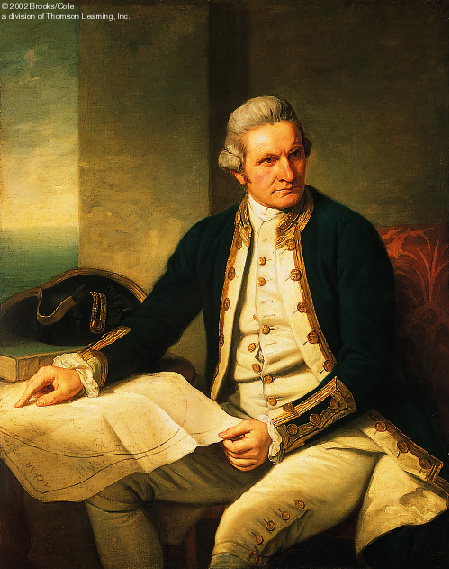 © 2002 Brooks/Cole
a division of Thomson Learning, Inc.